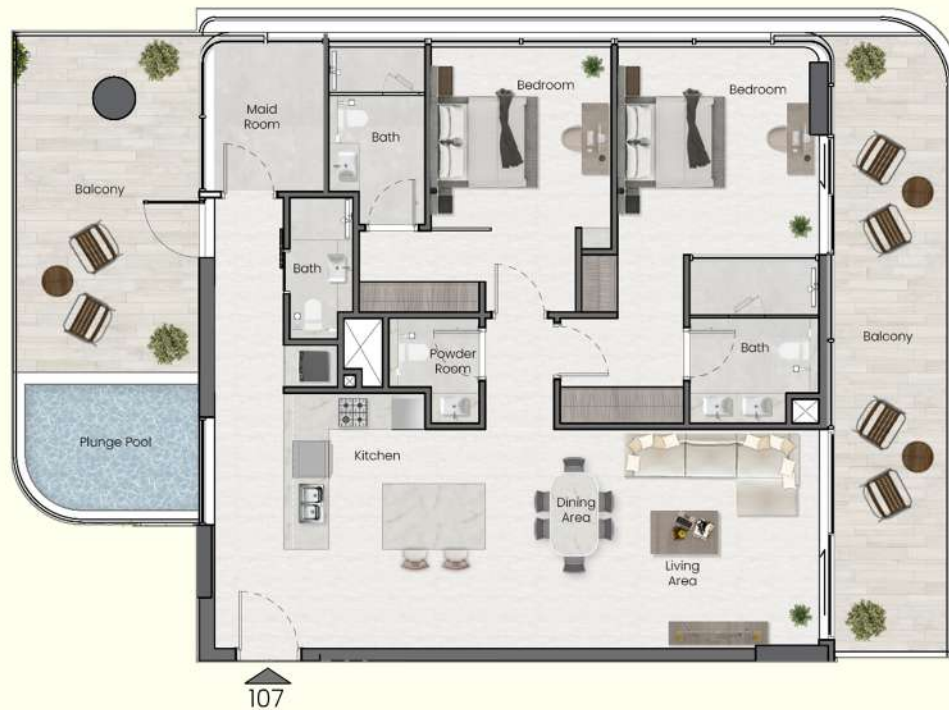 Bedroom
Bedroom
Maid
Room
Bath
Balcony
Bath
Powder
Room
Bath
Balcony
Plunge Pool
Kitchen
Dining
Area
Living
Area
107